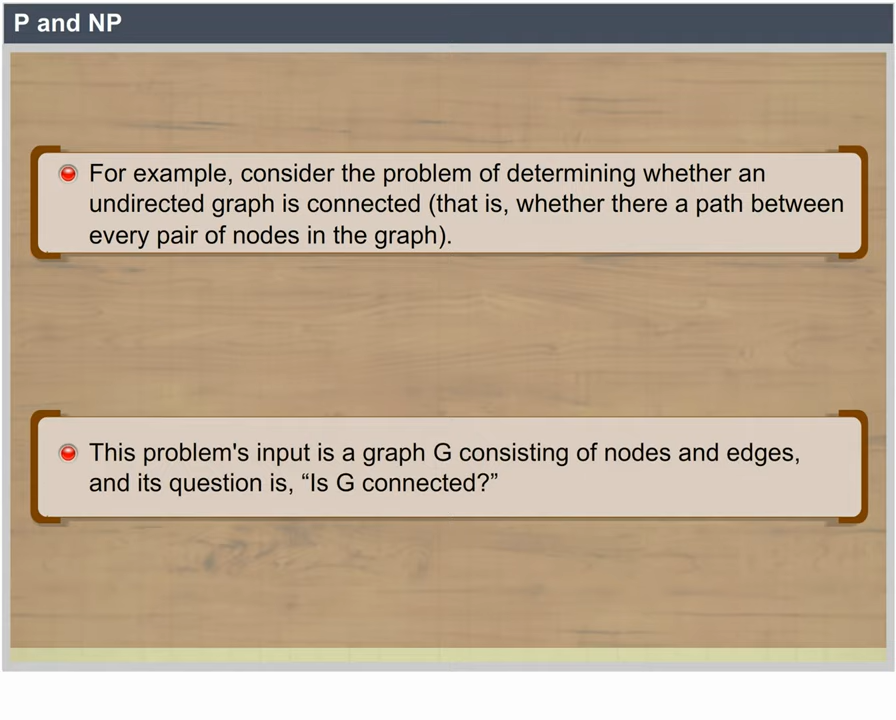 P and NP
For example, consider the problem of determining whether an
undirected graph is connected (that is, whether there a path between
every pair of nodes in the graph).
This problem's input is a graph G consisting of nodes and edges,
and its question is, “Is G connected?”